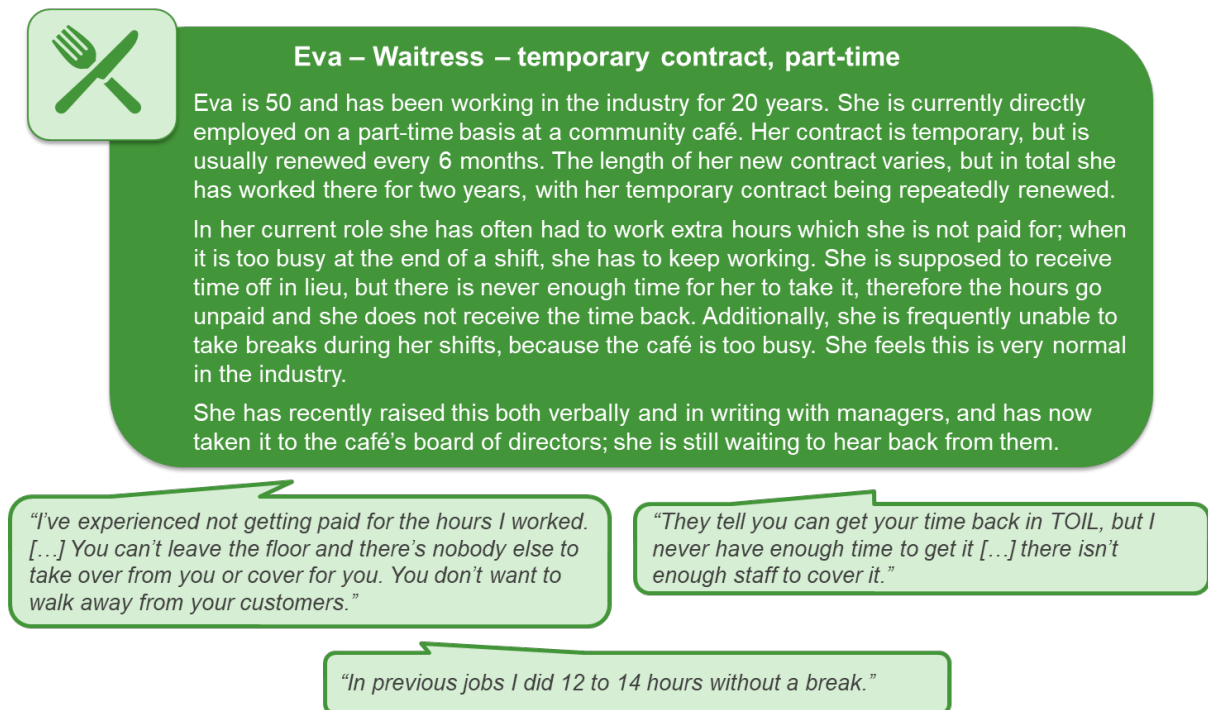 Eva – Waitress – temporary contract, part-time
Eva is 50 and has been working in the industry for 20 years. She is currently directly
employed on a part-time basis at a community café. Her contract is temporary, but is
usually renewed every 6 months. The length of her new contract varies, but in total she
has worked there for two years, with her temporary contract being repeatedly renewed.
In her current role she has often had to work extra hours which she is not paid for; when
it is too busy at the end of a shift, she has to keep working. She is supposed to receive
time off in lieu, but there is never enough time for her to take it, therefore the hours go
unpaid and she does not receive the time back. Additionally, she is frequently unable to
take breaks during her shifts, because the café is too busy. She feels this is very normal
in the industry.
She has recently raised this both verbally and in writing with managers, and has now
taken it to the café’s board of directors; she is still waiting to hear back from them.
“I’ve experienced not getting paid for the hours I worked.
[…] You can’t leave the floor and there’s nobody else to
take over from you or cover for you. You don’t want to
walk away from your customers.”
“They tell you can get your time back in TOIL, but I
never have enough time to get it […] there isn’t
enough staff to cover it.”
“In previous jobs I did 12 to 14 hours without a break.”